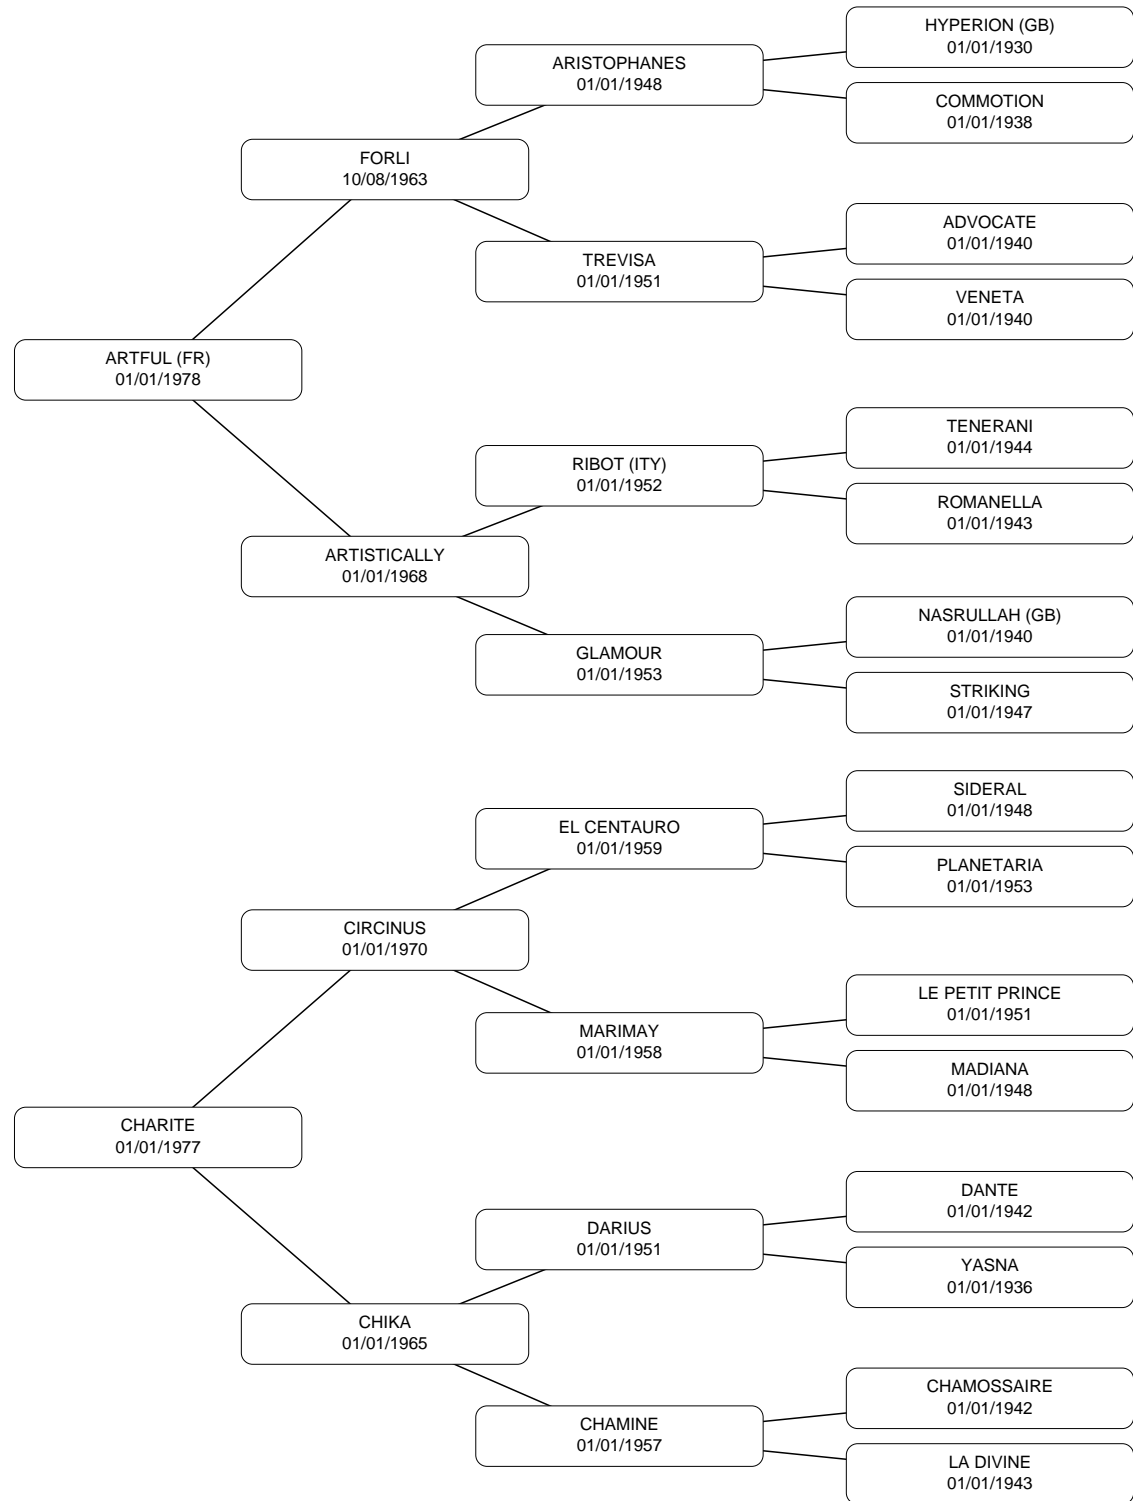 HYPERION (GB)
01/01/1930
ARISTOPHANES
01/01/1948
COMMOTION
01/01/1938
FORLI
10/08/1963
ADVOCATE
01/01/1940
TREVISA
01/01/1951
VENETA
01/01/1940
ARTFUL (FR)
01/01/1978
TENERANI
01/01/1944
RIBOT (ITY)
01/01/1952
ROMANELLA
01/01/1943
ARTISTICALLY
01/01/1968
NASRULLAH (GB)
01/01/1940
GLAMOUR
01/01/1953
STRIKING
01/01/1947
SIDERAL
01/01/1948
EL CENTAURO
01/01/1959
PLANETARIA
01/01/1953
CIRCINUS
01/01/1970
LE PETIT PRINCE
01/01/1951
MARIMAY
01/01/1958
MADIANA
01/01/1948
CHARITE
01/01/1977
DANTE
01/01/1942
DARIUS
01/01/1951
YASNA
01/01/1936
CHIKA
01/01/1965
CHAMOSSAIRE
01/01/1942
CHAMINE
01/01/1957
LA DIVINE
01/01/1943